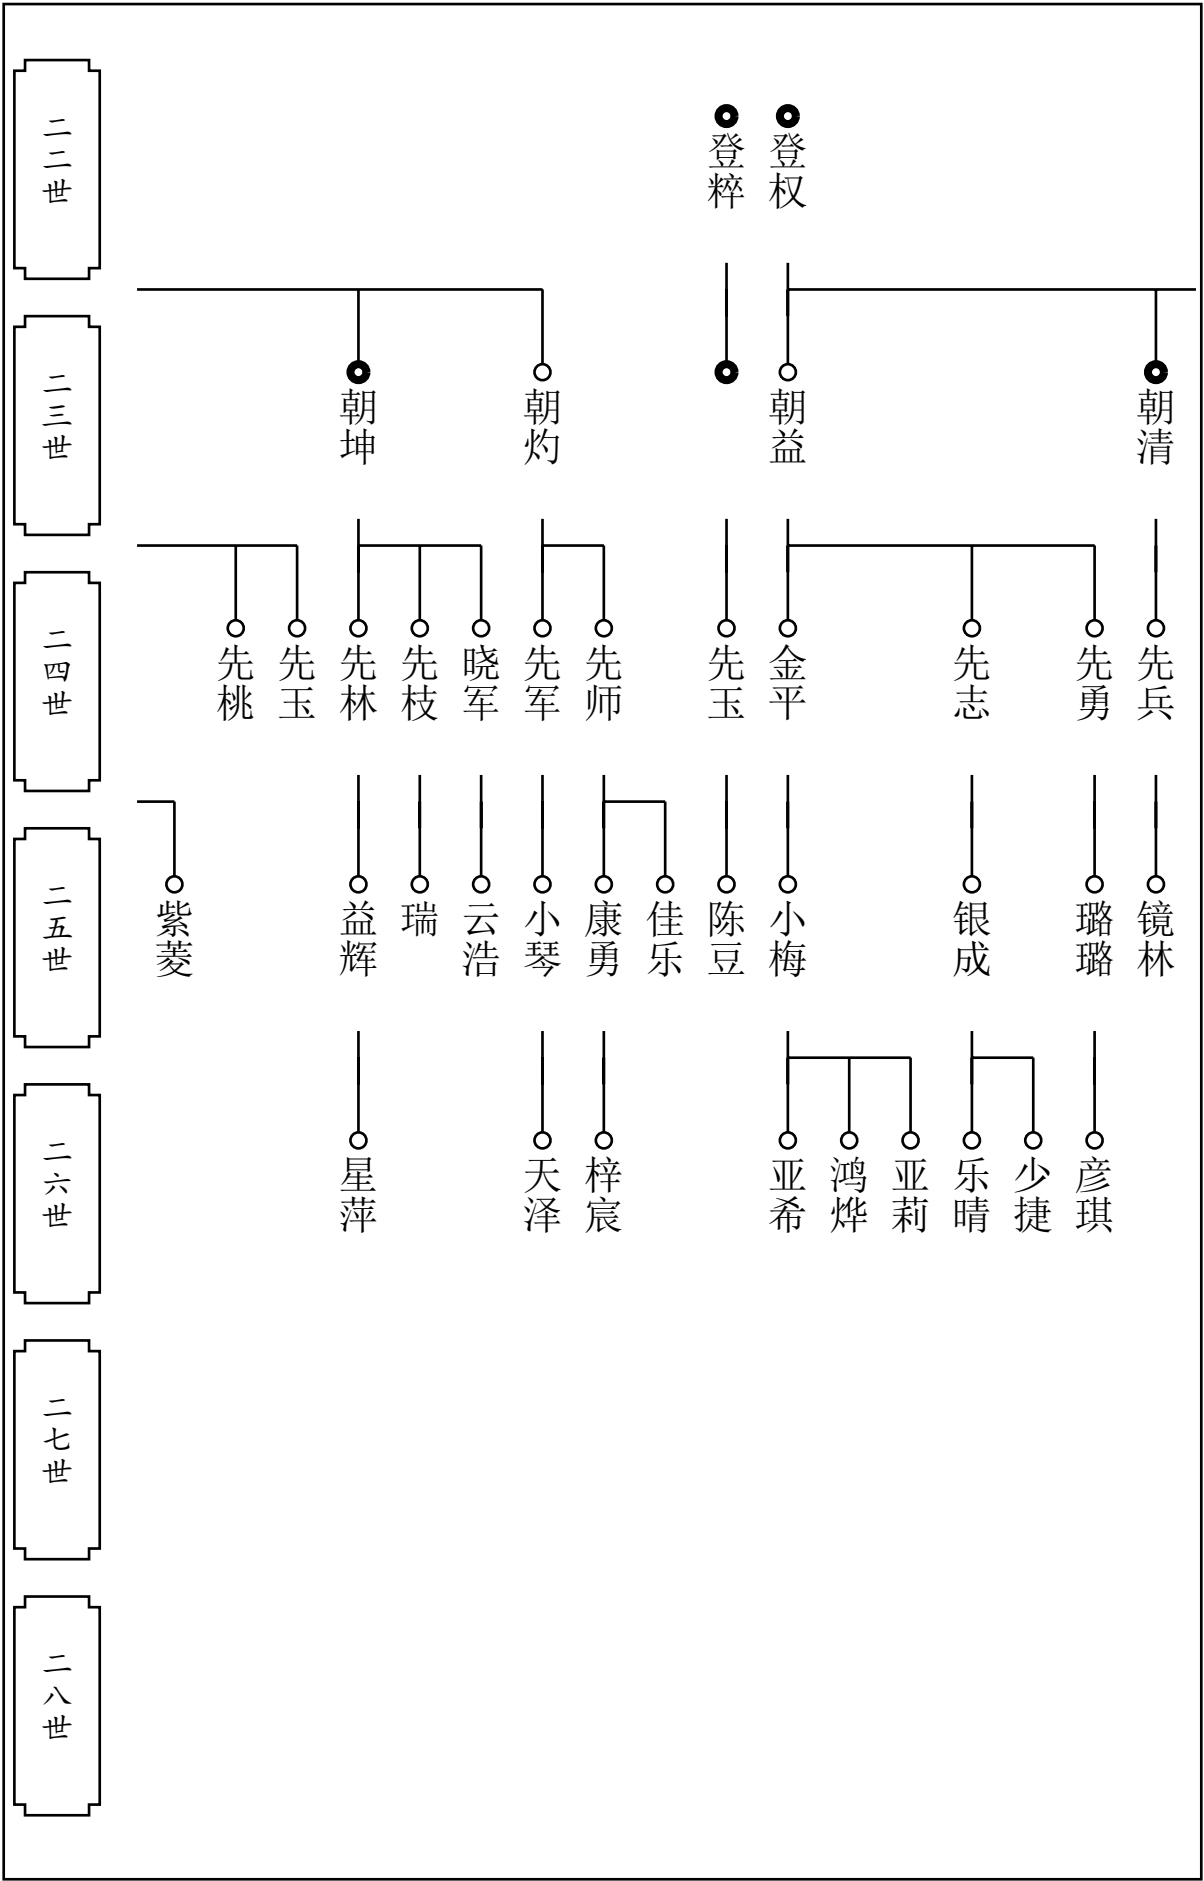 二二世
登权
登粹
二三世
朝清
朝益
朝灼
朝坤
二四世
先兵
先勇
先志
金平
先玉
先师
先军
晓军
先枝
先林
先玉
先桃
二五世
镜林
璐璐
银成
小梅
陈豆
佳乐
康勇
小琴
云浩
瑞
益辉
紫菱
二六世
彦琪
少捷
乐晴
亚莉
鸿烨
亚希
梓宸
天泽
星萍
二七世
二八世